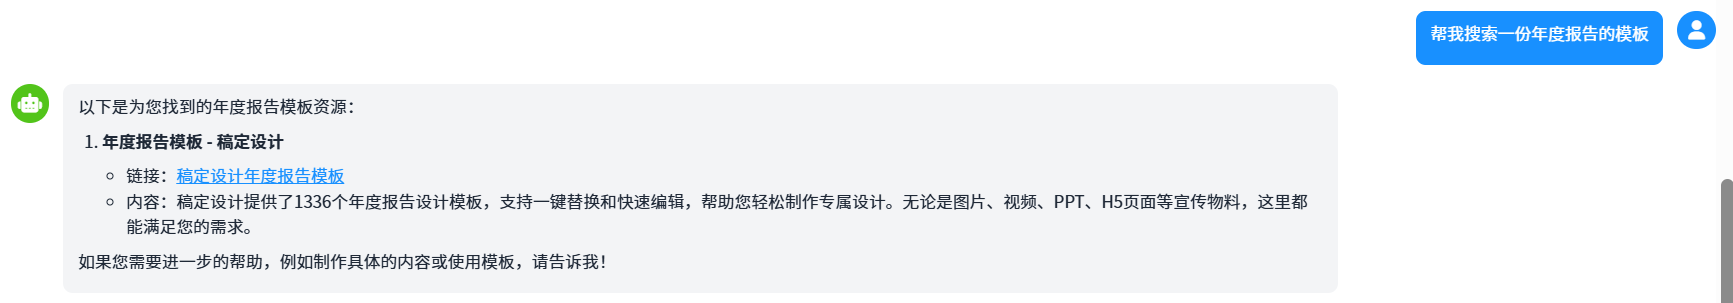 帮我搜索一份年度报告的模板
以下是为您找到的年度报告模板资源：
1. 年度报告模板 - 稿定设计
链接：稿定设计年度报告模板
内容：稿定设计提供了1336个年度报告设计模板，支持一键替换和快速编辑，帮助您轻松制作专属设计。无论是图片、视频、PPT、H5页面等宣传物料，这里都
能满足您的需求。
如果您需要进一步的帮助，例如制作具体的内容或使用模板，请告诉我！